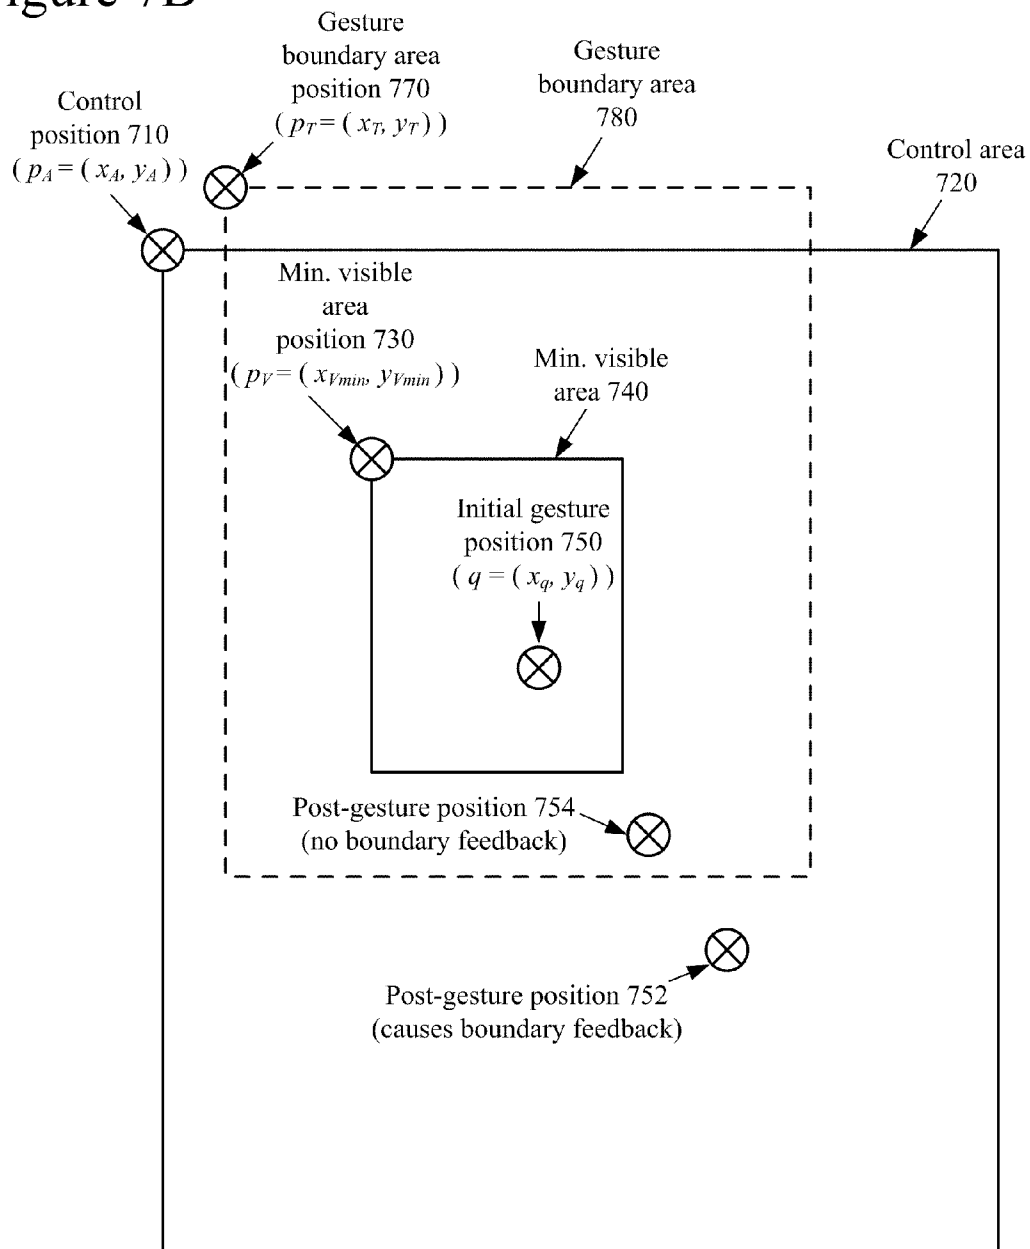 Figure 7B
Gesture
boundary area
position 770
( pT = ( xT, yT ) )
Gesture
boundary area
780
Control
position 710
( pA = ( xA, yA ) )
Control area
720
Min. visible
area
position 730
( pV = ( xVmin, yVmin ) )
Min. visible
area 740
Initial gesture
position 750
( q = ( xq, yq ) )
Post-gesture position 754
(no boundary feedback)
Post-gesture position 752
(causes boundary feedback)